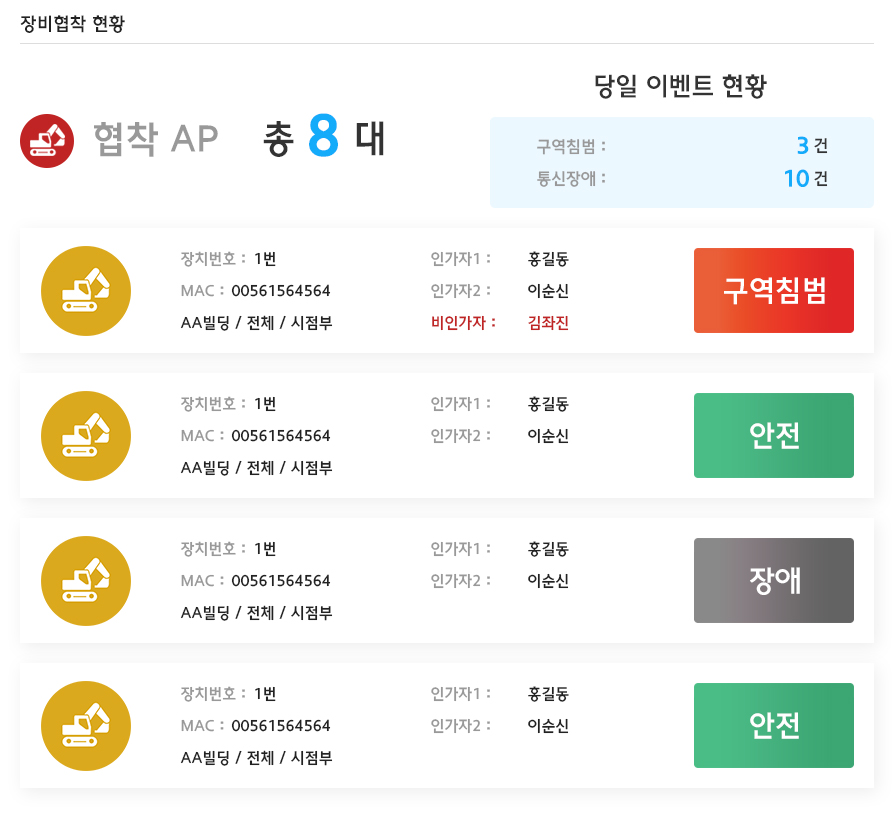 장비협착 현황
협착 AP 총 8 대
당일 이벤트 현황
구역침범 : 3 건
통신장애 : 10 건
장치번호 : 1번 인가자1 : 홍길동
MAC : 00561564564 인가자2 : 이순신
AA빌딩 / 전체 / 시점부 비인가자 : 김좌진
구역침범
장치번호 : 1번 인가자1 : 홍길동
MAC : 00561564564 인가자2 : 이순신
AA빌딩 / 전체 / 시점부
안전
장치번호 : 1번 인가자1 : 홍길동
MAC : 00561564564 인가자2 : 이순신
AA빌딩 / 전체 / 시점부
장애
장치번호 : 1번 인가자1 : 홍길동
MAC : 00561564564 인가자2 : 이순신
AA빌딩 / 전체 / 시점부
안전